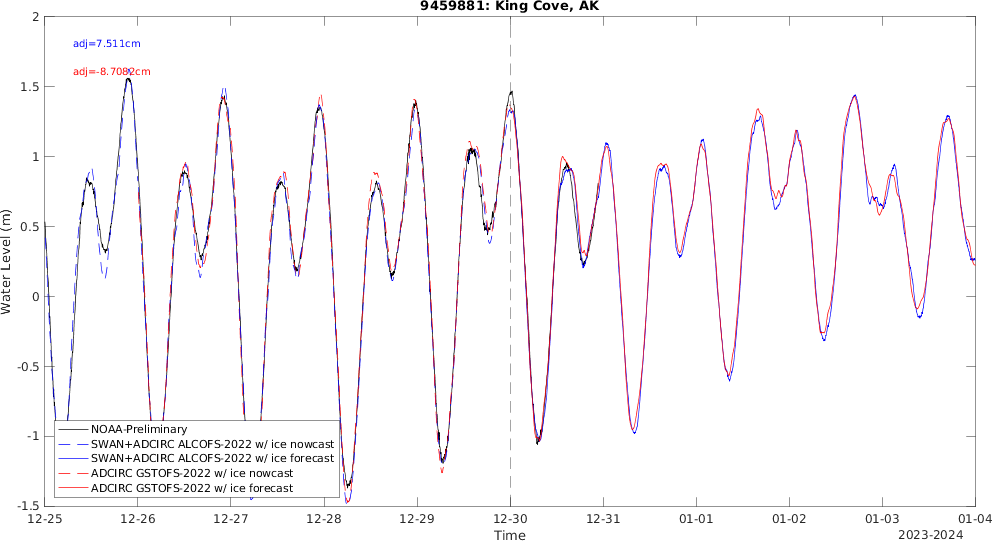 9459881: King Cove, AK
adj=7.511cm
adj=-8.7082cm
Water Level (m)
2
1.5
1
0.5
0
-0.5
-1
-1.5
NOAA-Preliminary
SWAN+ADCIRC ALCOFS-2022 w/ ice nowcast
SWAN+ADCIRC ALCOFS-2022 w/ ice forecast
ADCIRC GSTOFS-2022 w/ ice nowcast
ADCIRC GSTOFS-2022 w/ ice forecast
12-25 12-26 12-27 12-28 12-29 12-30 12-31 01-01 01-02 01-03 01-04
Time
2023-2024